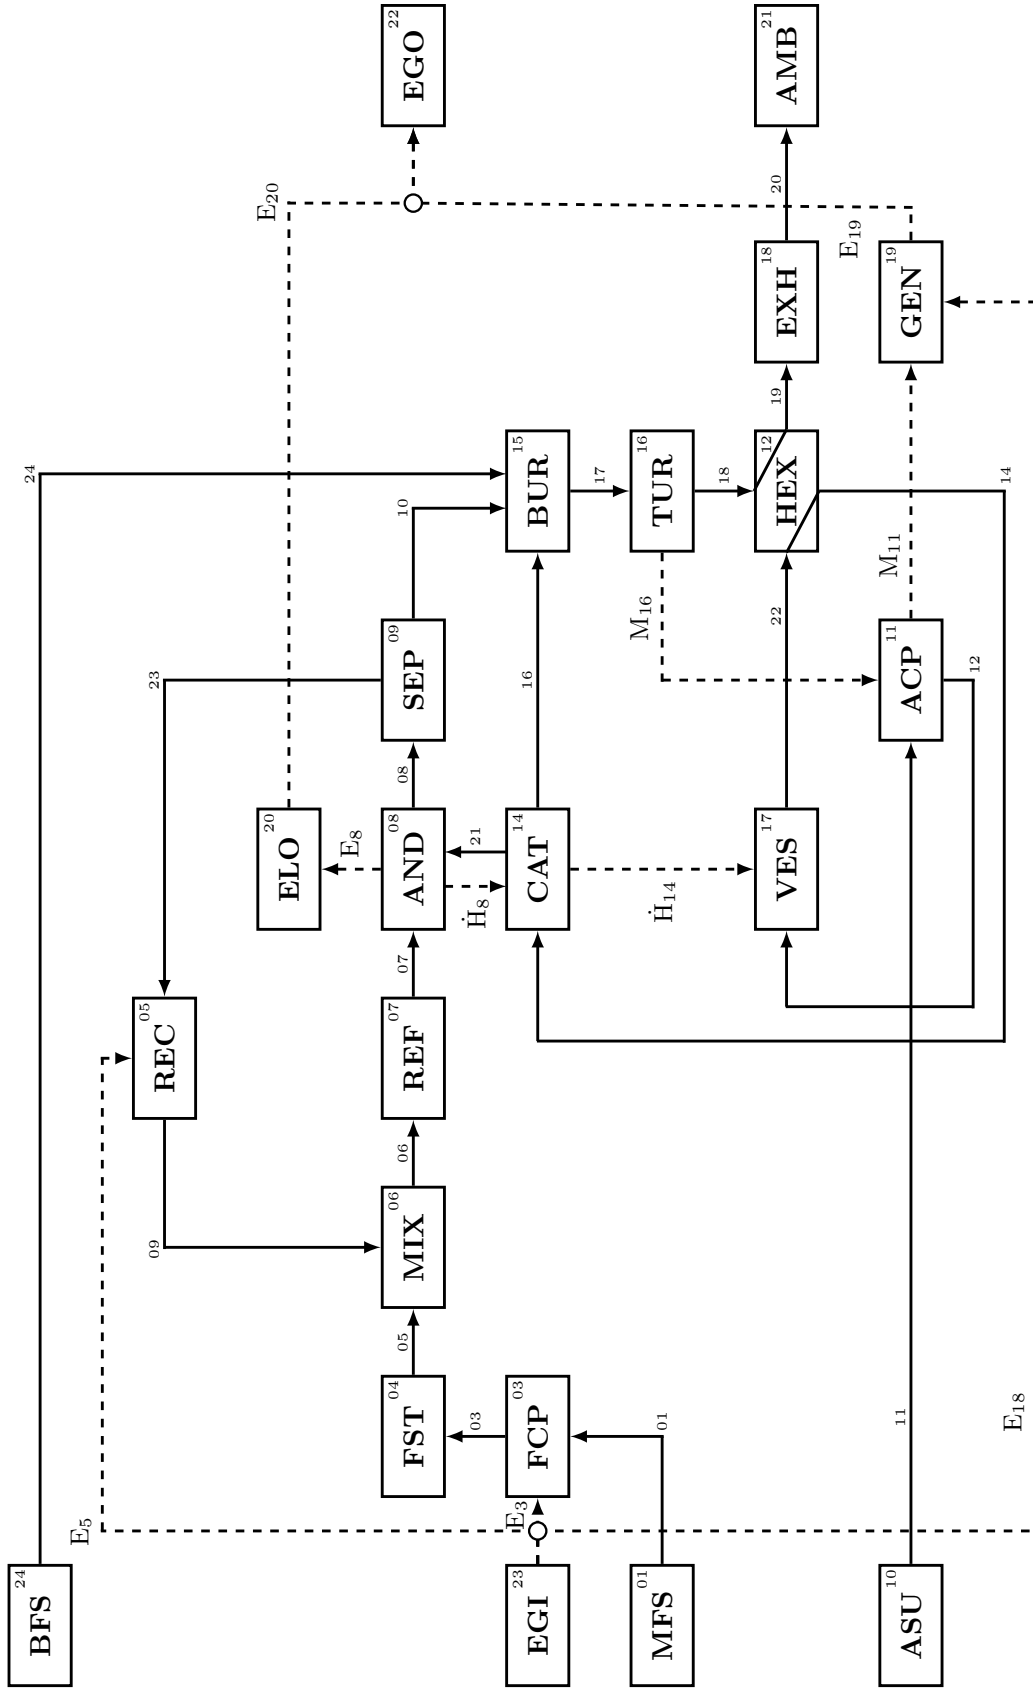 24
BFS
24
E₅
05
REC
23
09
E₂₀
20
ELO
E₈
04
FST
05
06
MIX
06
07
REF
07
08
AND
08
09
SEP
10
22
EGO
03
Ḣ₈
21
23
EGI
E₃
03
FCP
14
CAT
16
15
BUR
17
01
MFS
01
Ḣ₁₄
M₁₆
16
TUR
18
17
VES
22
12
HEX
19
18
EXH
20
21
AMB
E₁₉
10
ASU
11
11
ACP
M₁₁
19
GEN
12
14
E₁₈